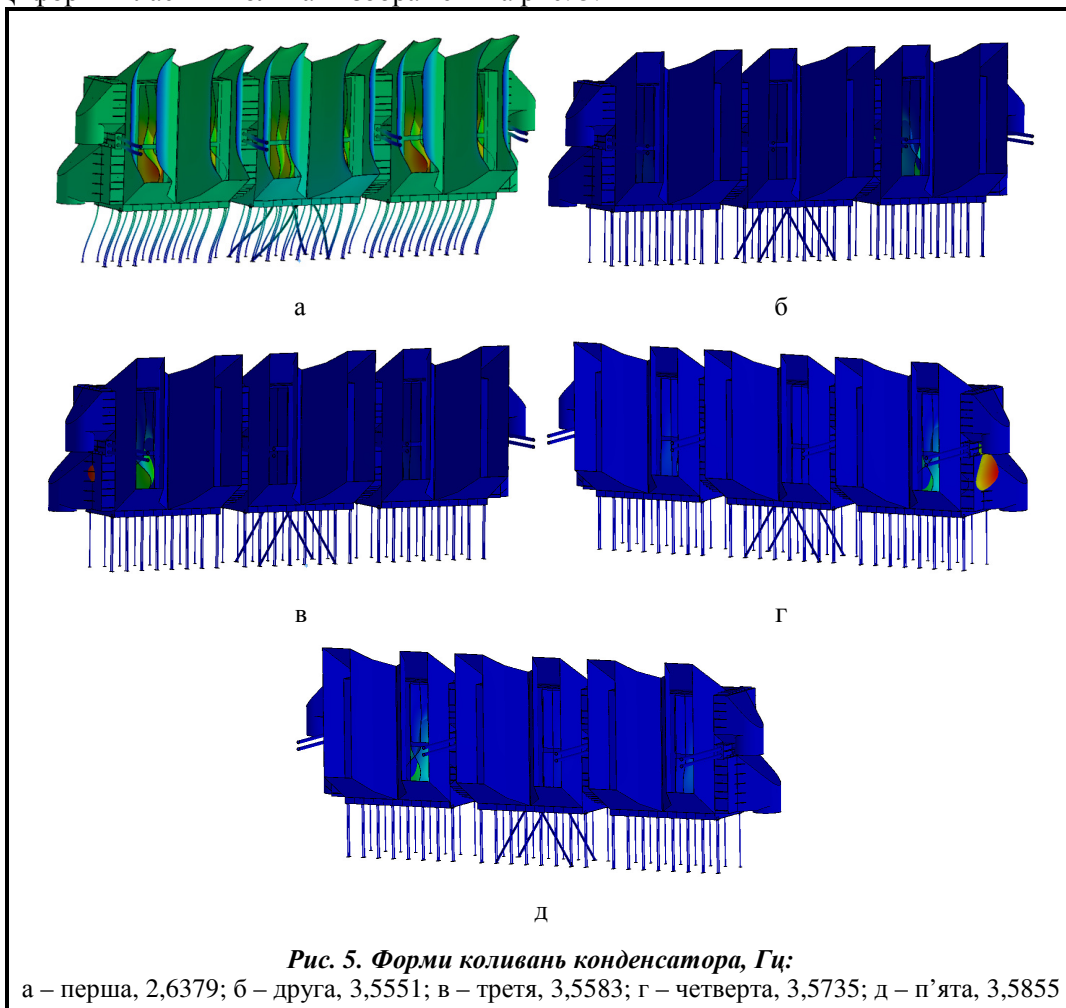 а
б
в
г
д
Рис. 5. Форми коливань конденсатора, Гц:
а – перша, 2,6379; б – друга, 3,5551; в – третя, 3,5583; г – четверта, 3,5735; д – п’ята, 3,5855